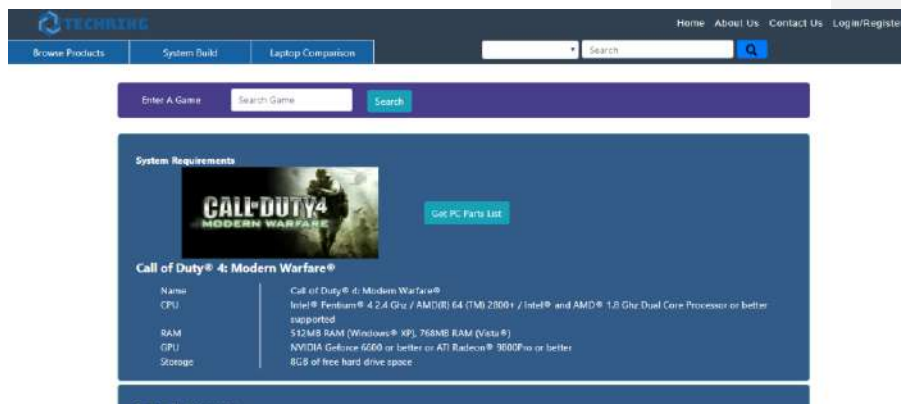 TECHRING
Home About Us Contact Us Login/Register
Browse Products System Build Laptop Comparison Search
Enter A Game Search Game Search
System Requirements
CALL OF DUTY 4
MODERN WARFARE
Get PC Parts List
Call of Duty® 4: Modern Warfare®
Name Call of Duty® 4: Modern Warfare®
CPU Intel® Pentium® 4 2.4 Ghz / AMD(R) 64 (TM) 2800+ / Intel® and AMD® 1.8 Ghz Dual Core Processor or better
supported
RAM 512MB RAM (Windows® XP), 768MB RAM (Vista®)
GPU NVIDIA Geforce 6600 or better or ATI Radeon® 9800Pro or better
Storage 8GB of free hard drive space